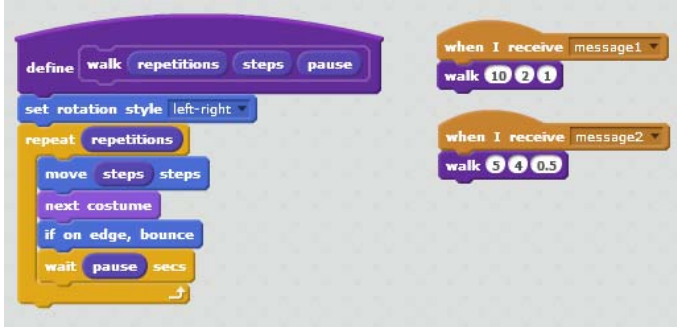 define walk repetitions steps pause
set rotation style left-right
repeat repetitions
move steps steps
next costume
if on edge, bounce
wait pause secs
when I receive message1
walk 10 2 1
when I receive message2
walk 5 4 0.5